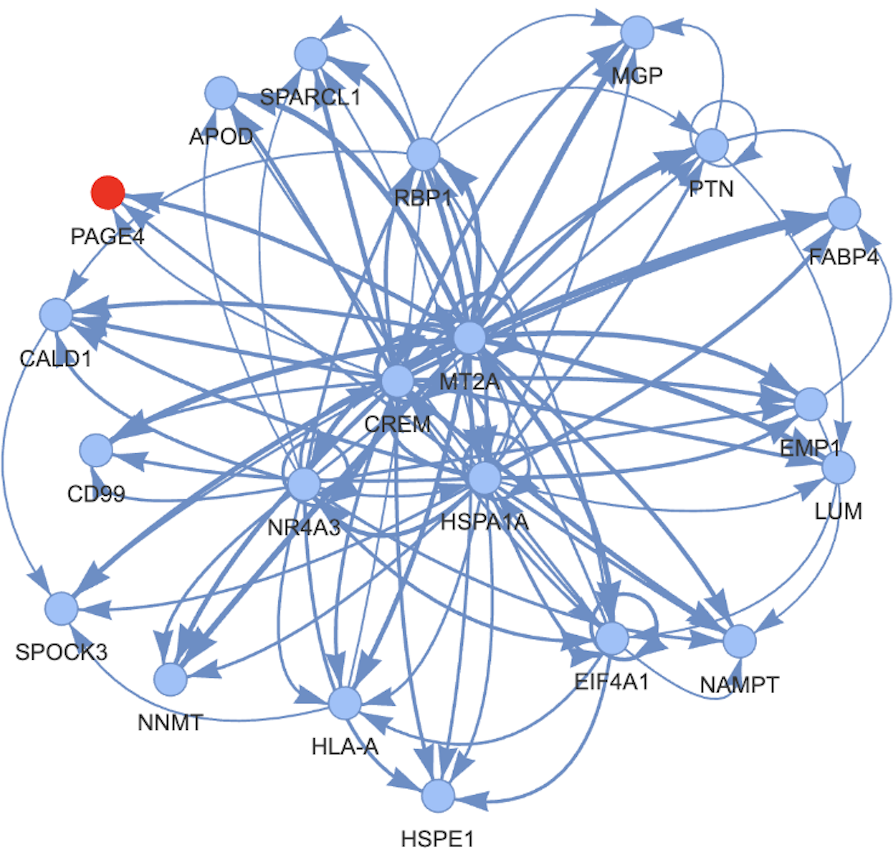 MGP
SPARCL1
APOD
PTN
RBP1
PAGE4
FABP4
CALD1
MT2A
CREM
EMP1
CD99
LUM
NR4A3
HSPA1A
SPOCK3
EIF4A1
NAMPT
NNMT
HLA-A
HSPE1